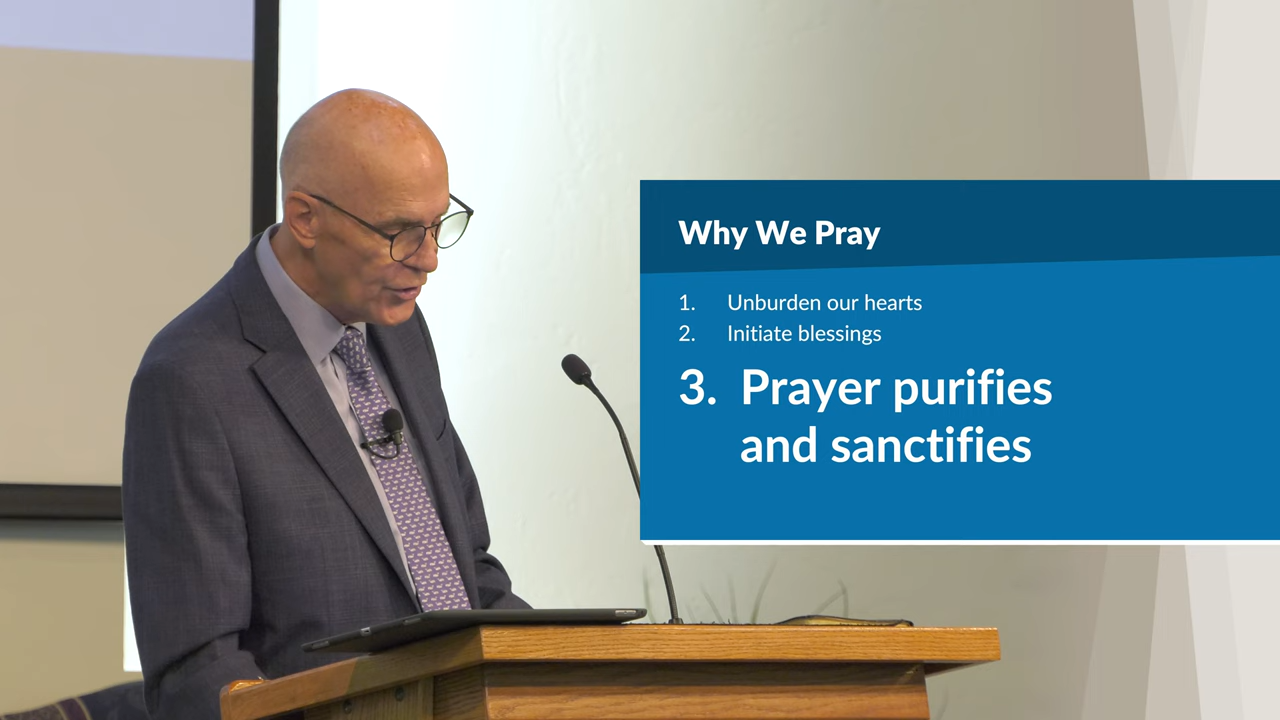 Why We Pray
1. Unburden our hearts
2. Initiate blessings
3. Prayer purifies
and sanctifies